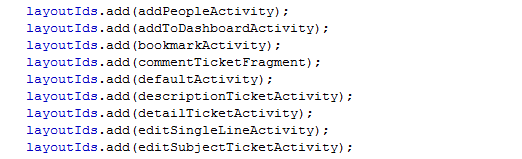 layoutIds.add(addPeopleActivity);
layoutIds.add(addToDashboardActivity);
layoutIds.add(bookmarkActivity);
layoutIds.add(commentTicketFragment);
layoutIds.add(defaultActivity);
layoutIds.add(descriptionTicketActivity);
layoutIds.add(detailTicketActivity);
layoutIds.add(editSingleLineActivity);
layoutIds.add(editSubjectTicketActivity);